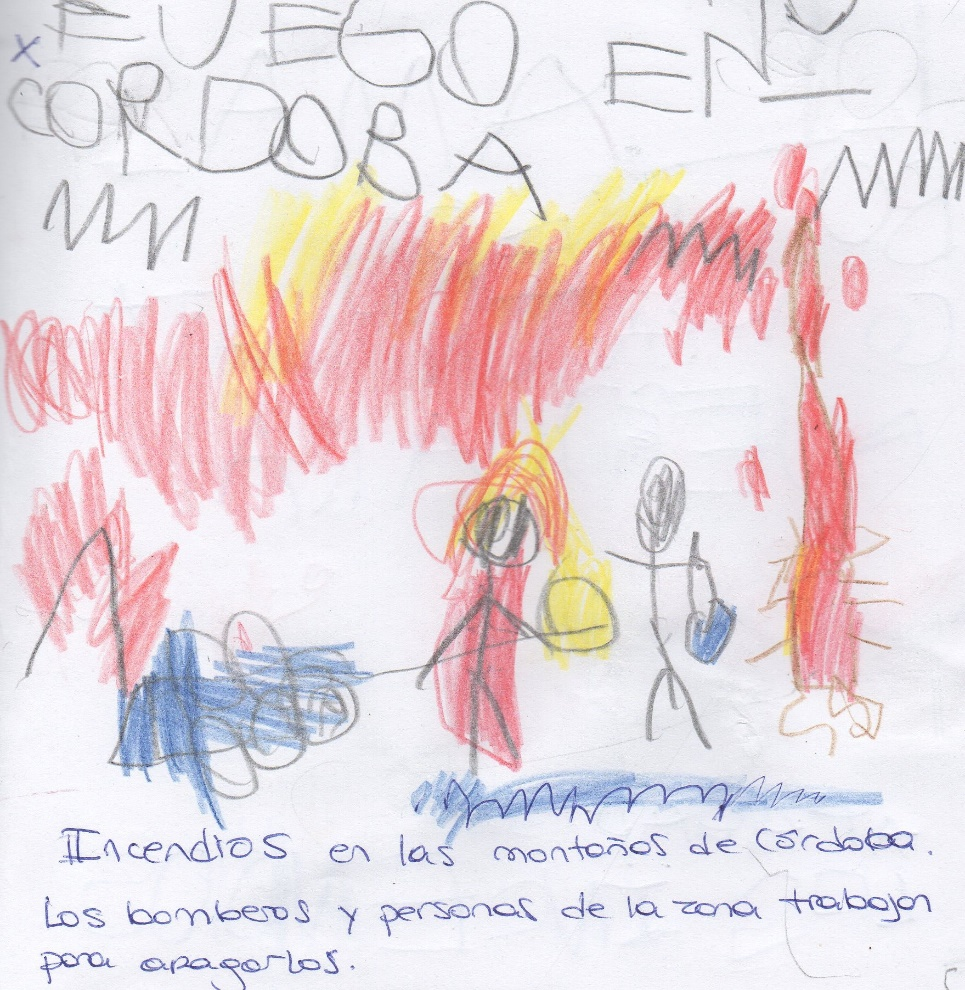 FUEGO EN
CORDOBA
Incendios en las montañas de Córdoba.
Los bomberos y personas de la zona trabajan
para apagarlos.